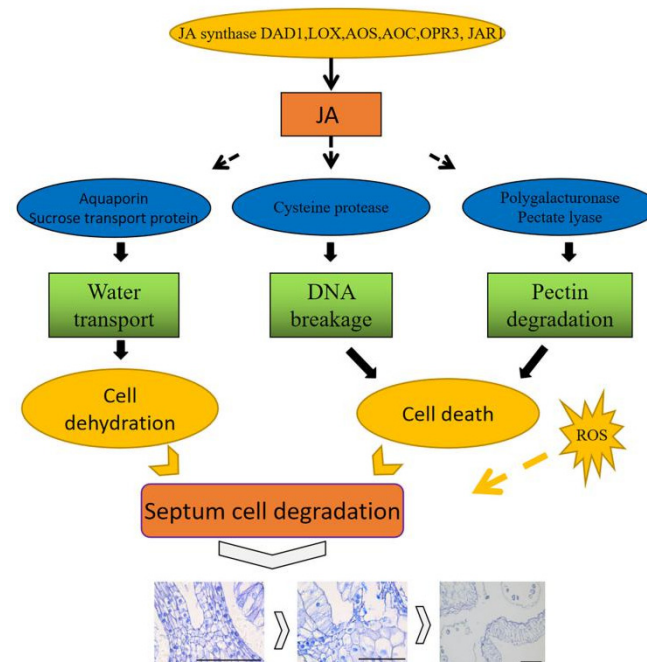 JA synthase DAD1,LOX,AOS,AOC,OPR3, JAR1
JA
Aquaporin
Sucrose transport protein
Cysteine protease
Polygalacturonase
Pectate lyase
Water
transport
DNA
breakage
Pectin
degradation
Cell
dehydration
Cell death
ROS
Septum cell degradation